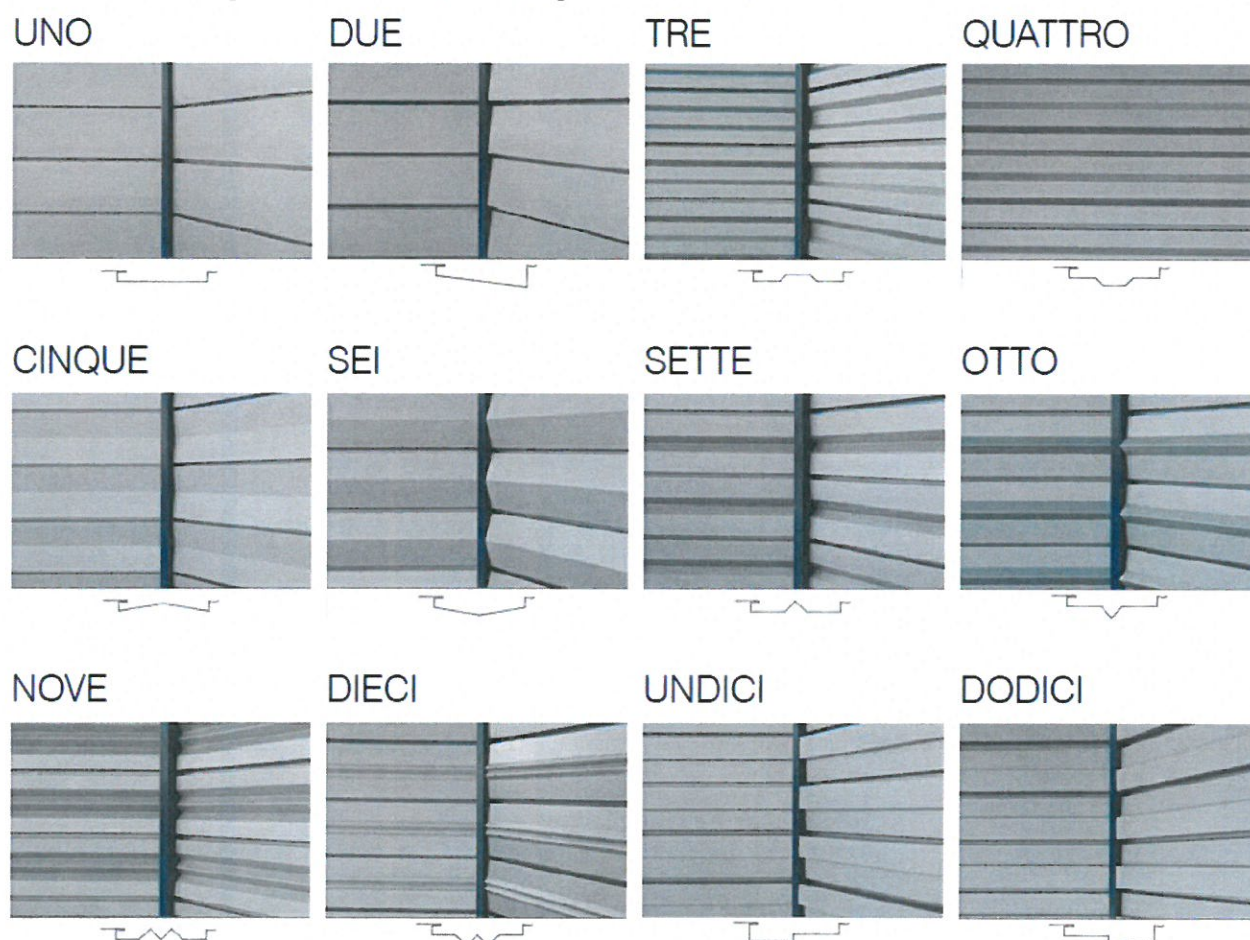 UNO
DUE
TRE
QUATTRO
CINQUE
SEI
SETTE
OTTO
NOVE
DIECI
UNDICI
DODICI